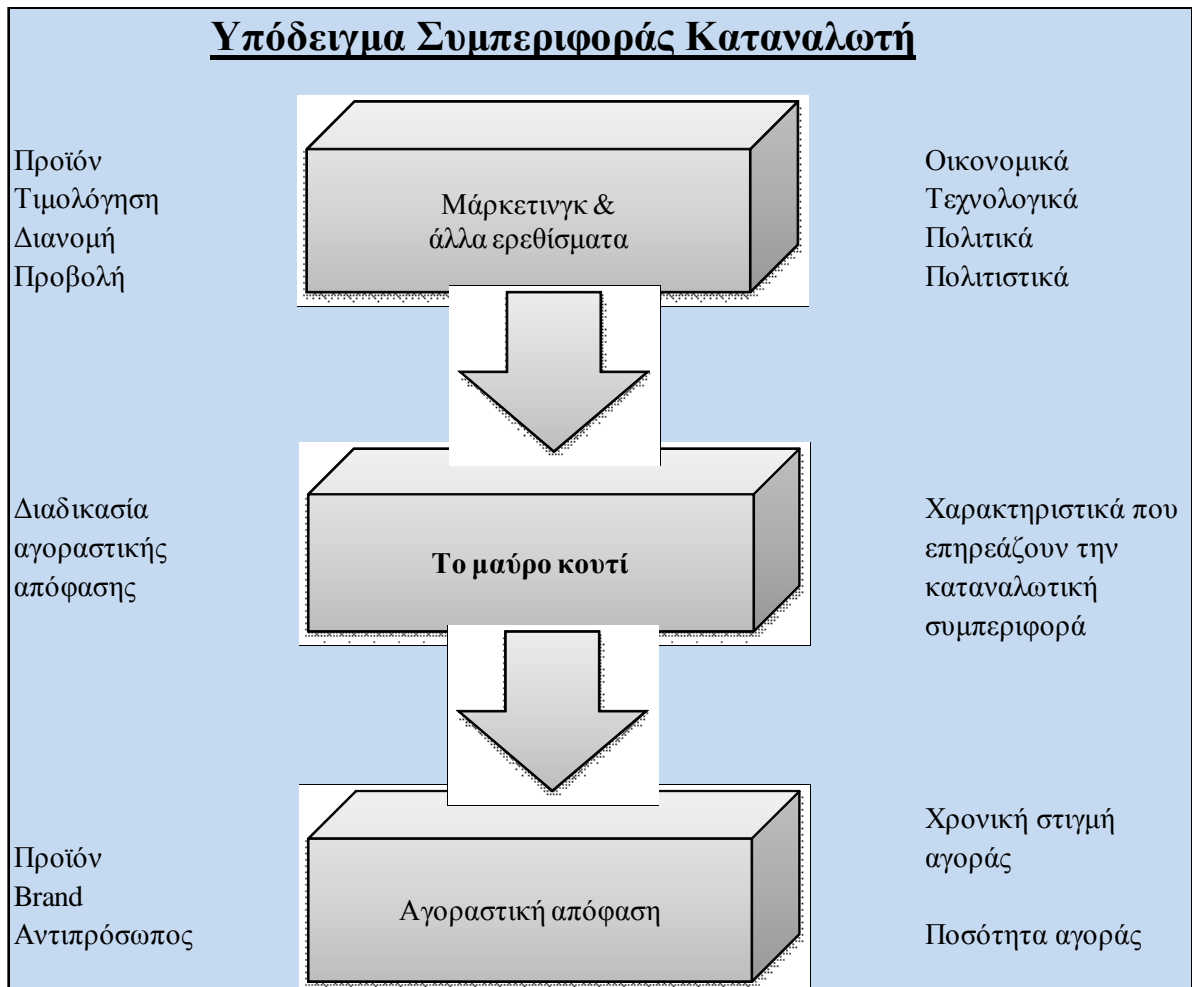 Υπόδειγμα Συμπεριφοράς Καταναλωτή
Προϊόν
Τιμολόγηση
Διανομή
Προβολή
Μάρκετινγκ &
άλλα ερεθίσματα
Οικονομικά
Τεχνολογικά
Πολιτικά
Πολιτιστικά
Διαδικασία
αγοραστικής
απόφασης
Το μαύρο κουτί
Χαρακτηριστικά που
επηρεάζουν την
καταναλωτική
συμπεριφορά
Προϊόν
Brand
Αντιπρόσωπος
Αγοραστική απόφαση
Χρονική στιγμή
αγοράς
Ποσότητα αγοράς